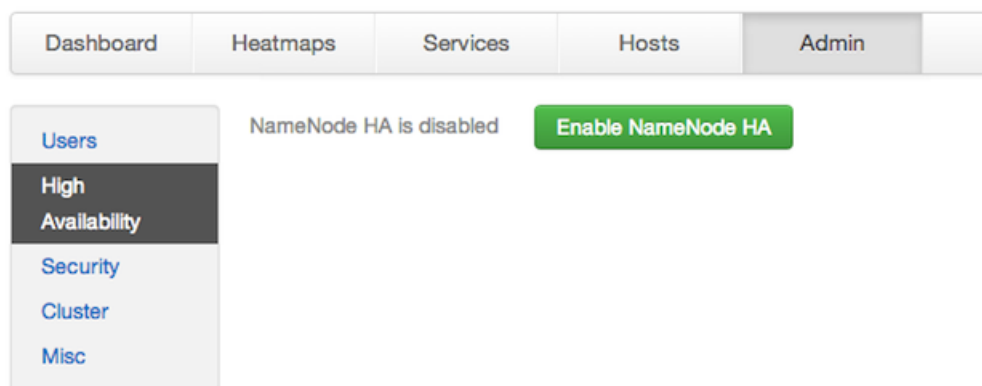 Dashboard Heatmaps Services Hosts Admin
NameNode HA is disabled Enable NameNode HA
Users
High
Availability
Security
Cluster
Misc